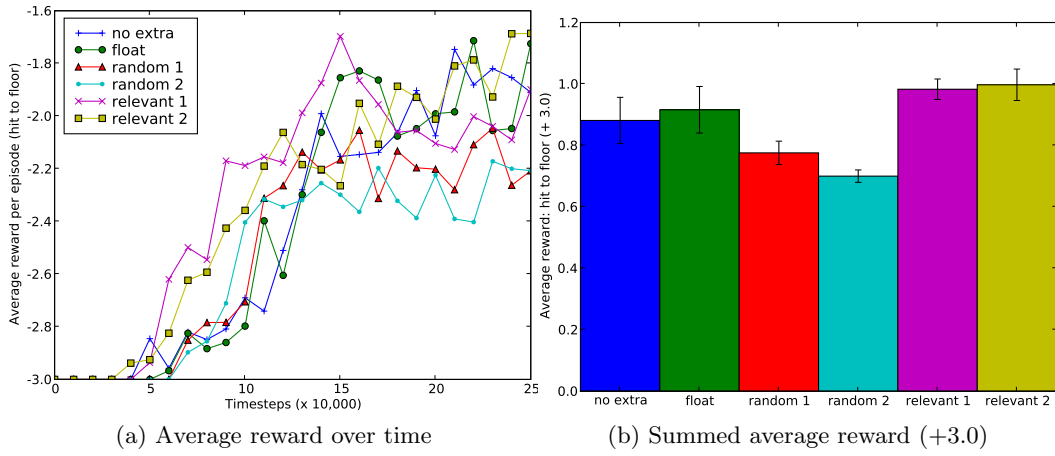 Average reward per episode (hit to floor)
-1.6
-1.8
-2.0
-2.2
-2.4
-2.6
-2.8
-3.0
no extra
float
random 1
random 2
relevant 1
relevant 2
0 5 10 15 20 25
Timesteps (x 10,000)
(a) Average reward over time
Average reward: hit to floor (+ 3.0)
1.2
1.0
0.8
0.6
0.4
0.2
0.0
no extra float random 1 random 2 relevant 1 relevant 2
(b) Summed average reward (+3.0)